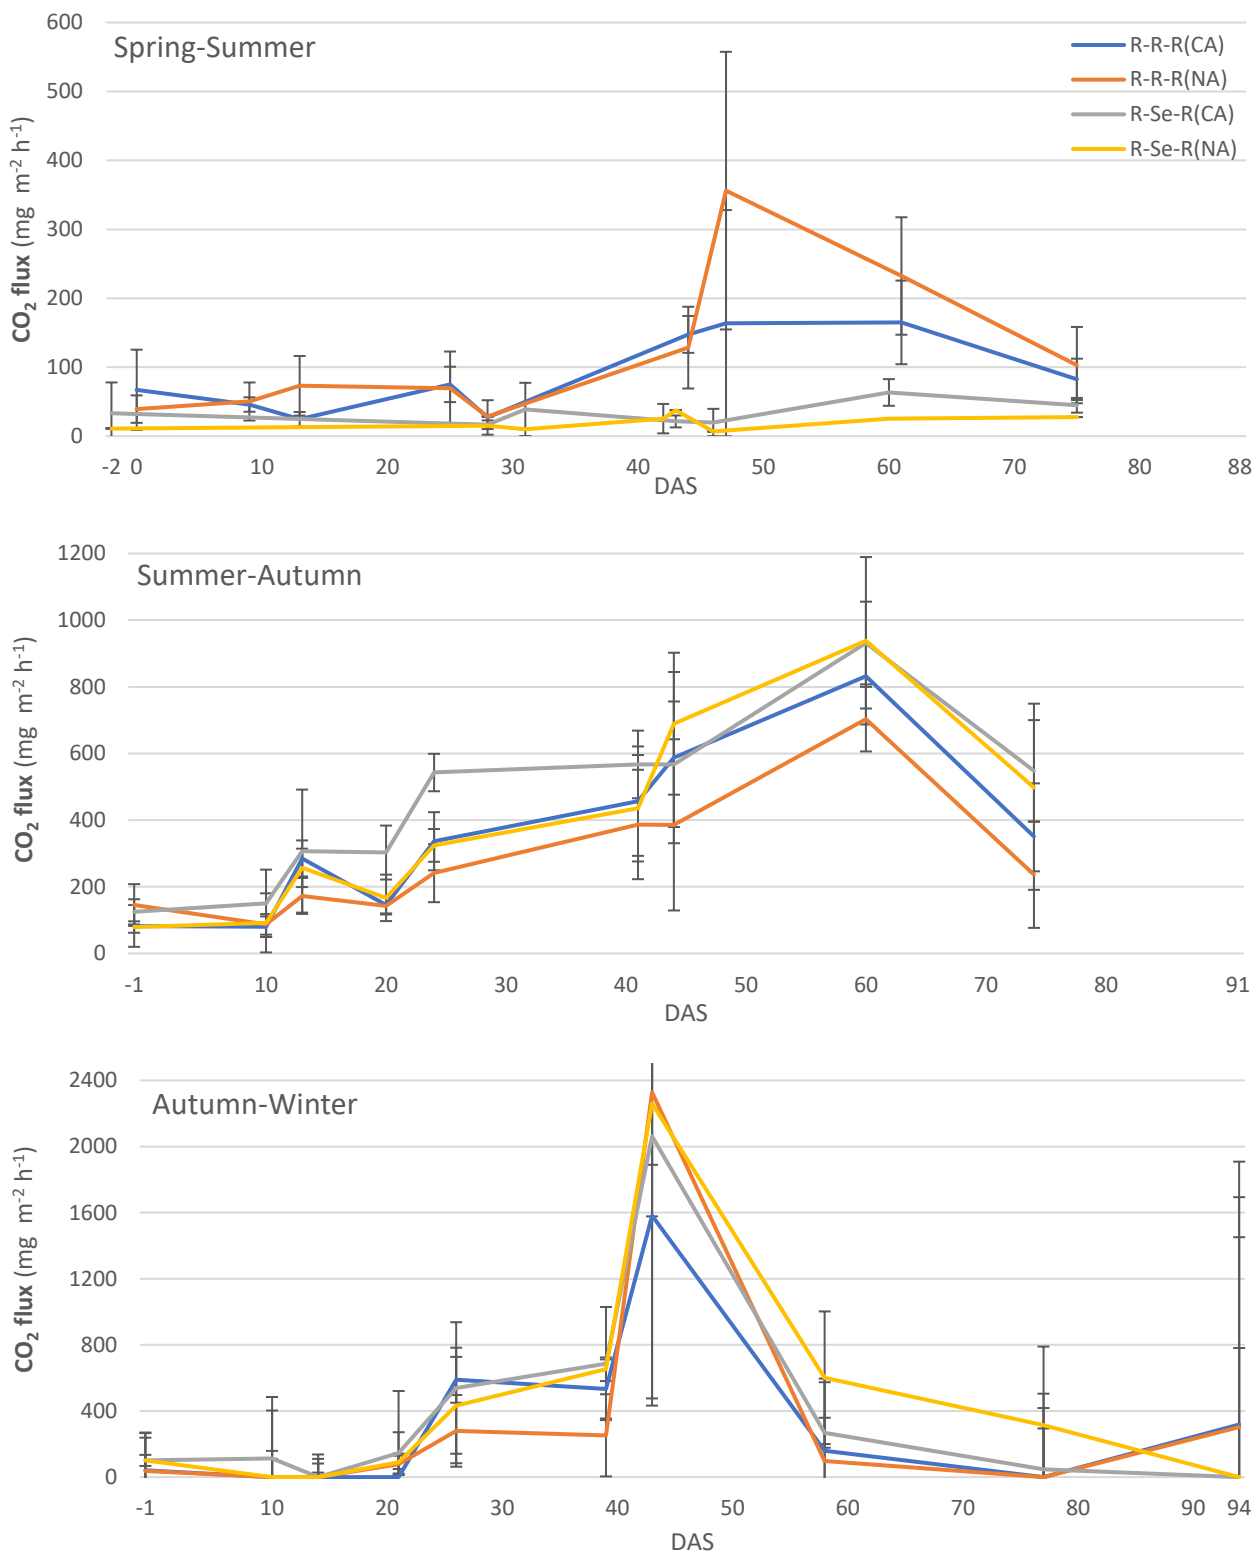 Spring-Summer
R-R-R(CA)
R-R-R(NA)
R-Se-R(CA)
R-Se-R(NA)
CO2 flux (mg m-2 h-1)
600
500
400
300
200
100
0
-2 0 10 20 30 40 50 60 70 80 88
DAS
Summer-Autumn
CO2 flux (mg m-2 h-1)
1200
1000
800
600
400
200
0
-1 10 20 30 40 50 60 70 80 91
DAS
Autumn-Winter
CO2 flux (mg m-2 h-1)
2400
2000
1600
1200
800
400
0
-1 10 20 30 40 50 60 70 80 90 94
DAS